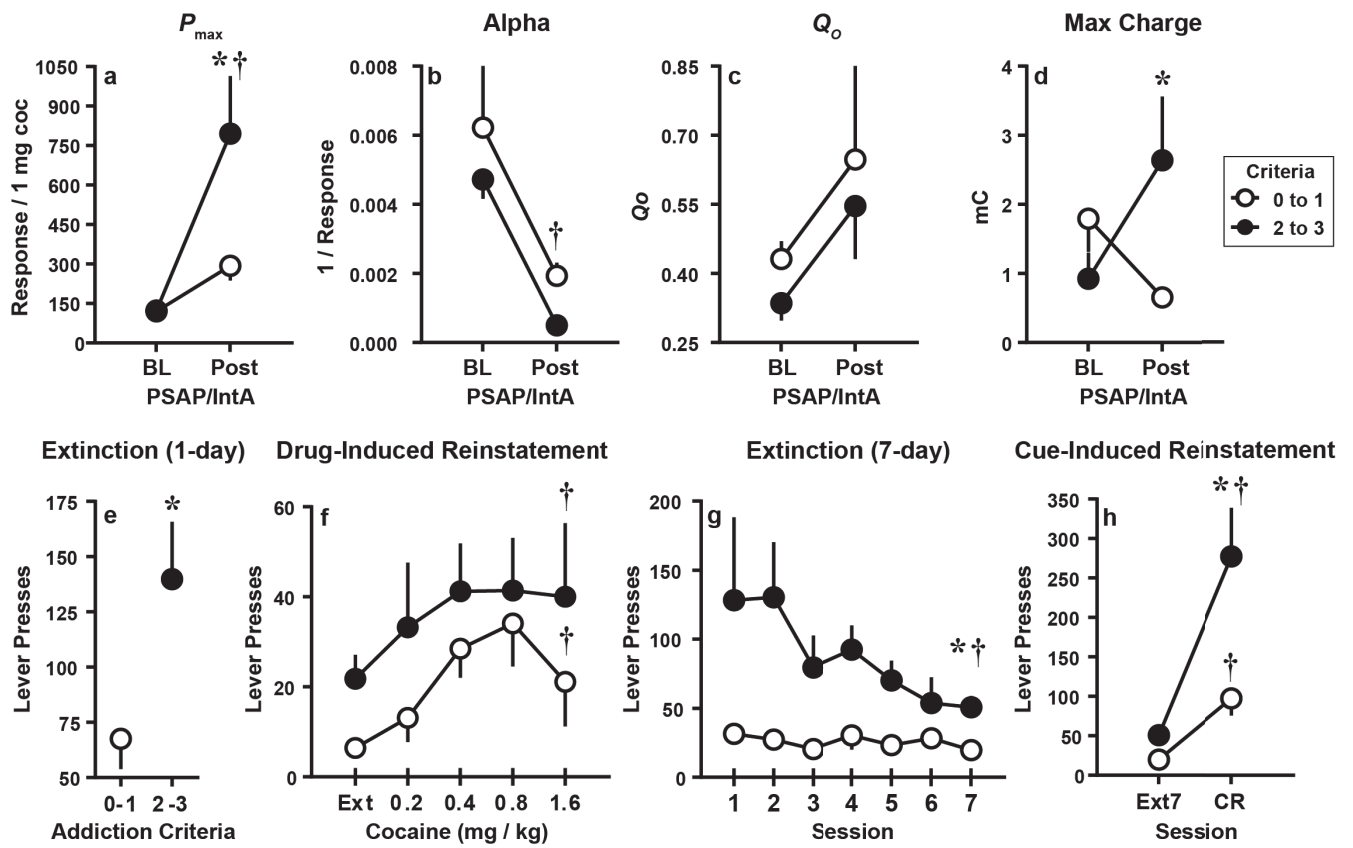 P max
Alpha
Qo
Max Charge
a
* †
Response / 1 mg coc
1050
900
750
600
450
300
150
0
BL Post
PSAP/IntA
b
†
1 / Response
0.008
0.006
0.004
0.002
0.000
BL Post
PSAP/IntA
c
Qo
0.85
0.70
0.55
0.40
0.25
BL Post
PSAP/IntA
d
*
mC
4
3
2
1
0
BL Post
PSAP/IntA
Criteria
0 to 1
2 to 3
Extinction (1-day)
Drug-Induced Reinstatement
Extinction (7-day)
Cue-Induced Reinstatement
e
*
Lever Presses
175
150
125
100
75
50
0-1 2-3
Addiction Criteria
f
†
†
Lever Presses
60
40
20
0
Ext 0.2 0.4 0.8 1.6
Cocaine (mg / kg)
g
* †
Lever Presses
200
150
100
50
0
1 2 3 4 5 6 7
Session
h
* †
†
Lever Presses
350
300
250
200
150
100
50
0
Ext7 CR
Session